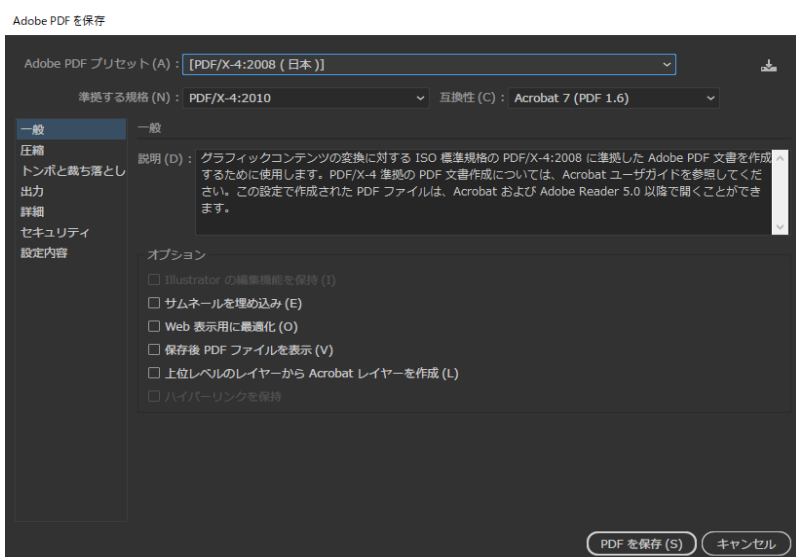 Adobe PDF を保存
Adobe PDF プリセット (A) : [PDF/X-4:2008 ( 日本 )]
準拠する規格 (N) : PDF/X-4:2010 互換性 (C) : Acrobat 7 (PDF 1.6)
一般
圧縮
トンボと裁ち落とし
出力
詳細
セキュリティ
設定内容
一般
説明 (D) : グラフィックコンテンツの変換に対する ISO 標準規格の PDF/X-4:2008 に準拠した Adobe PDF 文書を作成
するために使用します。PDF/X-4 準拠の PDF 文書作成については、Acrobat ユーザガイドを参照してくだ
さい。この設定で作成された PDF ファイルは、Acrobat および Adobe Reader 5.0 以降で開くことができ
ます。
オプション
Illustrator の編集機能を保持 (I)
サムネールを埋め込み (E)
Web 表示用に最適化 (O)
保存後 PDF ファイルを表示 (V)
上位レベルのレイヤーから Acrobat レイヤーを作成 (L)
ハイパーリンクを保持
PDF を保存 (S) キャンセル